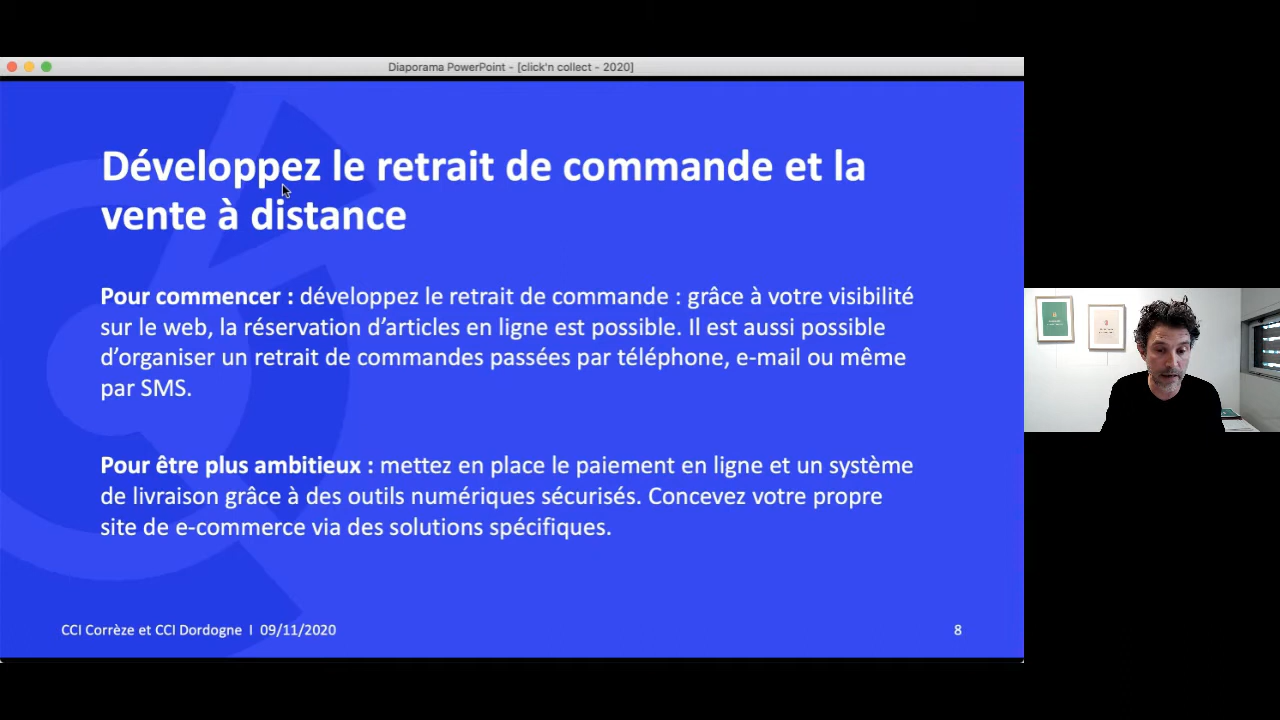 Diaporama PowerPoint - [click'n collect - 2020]
Développez le retrait de commande et la
vente à distance
Pour commencer : développez le retrait de commande : grâce à votre visibilité
sur le web, la réservation d’articles en ligne est possible. Il est aussi possible
d’organiser un retrait de commandes passées par téléphone, e-mail ou même
par SMS.
Pour être plus ambitieux : mettez en place le paiement en ligne et un système
de livraison grâce à des outils numériques sécurisés. Concevez votre propre
site de e-commerce via des solutions spécifiques.
CCI Corrèze et CCI Dordogne I 09/11/2020
8